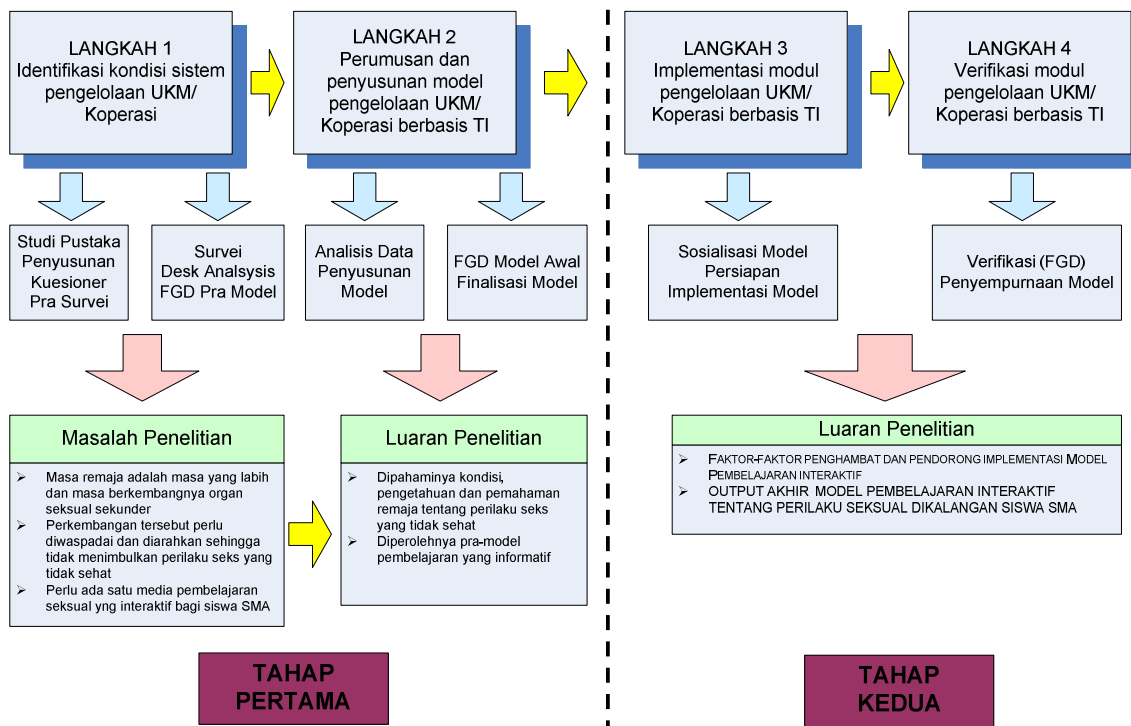 LANGKAH 1
Identifikasi kondisi sistem
pengelolaan UKM/
Koperasi
LANGKAH 2
Perumusan dan
penyusunan model
pengelolaan UKM/
Koperasi berbasis TI
LANGKAH 3
Implementasi modul
pengelolaan UKM/
Koperasi berbasis TI
LANGKAH 4
Verifikasi modul
pengelolaan UKM/
Koperasi berbasis TI
Studi Pustaka
Penyusunan
Kuesioner
Pra Survei
Survei
Desk Analsysis
FGD Pra Model
Analisis Data
Penyusunan
Model
FGD Model Awal
Finalisasi Model
Sosialisasi Model
Persiapan
Implementasi Model
Verifikasi (FGD)
Penyempurnaan Model
Masalah Penelitian
Masa remaja adalah masa yang labih
dan masa berkembangnya organ
seksual sekunder
Perkembangan tersebut perlu
diwaspadai dan diarahkan sehingga
tidak menimbulkan perilaku seks yang
tidak sehat
Perlu ada satu media pembelajaran
seksual yng interaktif bagi siswa SMA
Luaran Penelitian
Dipahaminya kondisi,
pengetahuan dan pemahaman
remaja tentang perilaku seks
yang tidak sehat
Diperolehnya pra-model
pembelajaran yang informatif
Luaran Penelitian
FAKTOR-FAKTOR PENGHAMBAT DAN PENDORONG IMPLEMENTASI MODEL
PEMBELAJARAN INTERAKTIF
OUTPUT AKHIR MODEL PEMBELAJARAN INTERAKTIF
TENTANG PERILAKU SEKSUAL DIKALANGAN SISWA SMA
TAHAP
PERTAMA
TAHAP
KEDUA